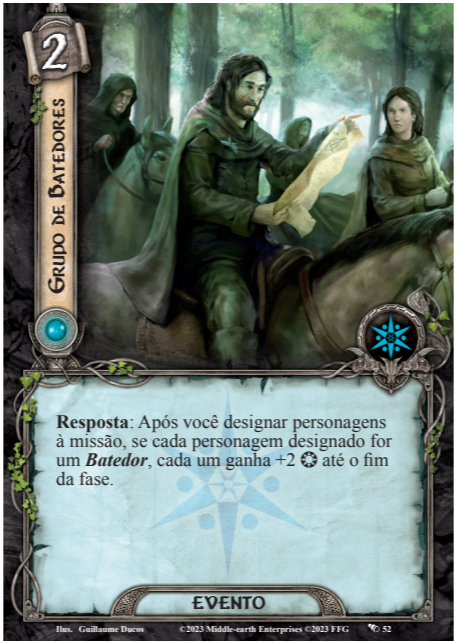 2
GRUPO DE BATEDORES
Resposta: Após você designar personagens
à missão, se cada personagem designado for
um Batedor, cada um ganha +2 até o fim
da fase.
EVENTO
Ilus. Guillaume Ducos ©2023 Middle-earth Enterprises ©2023 FFG 52